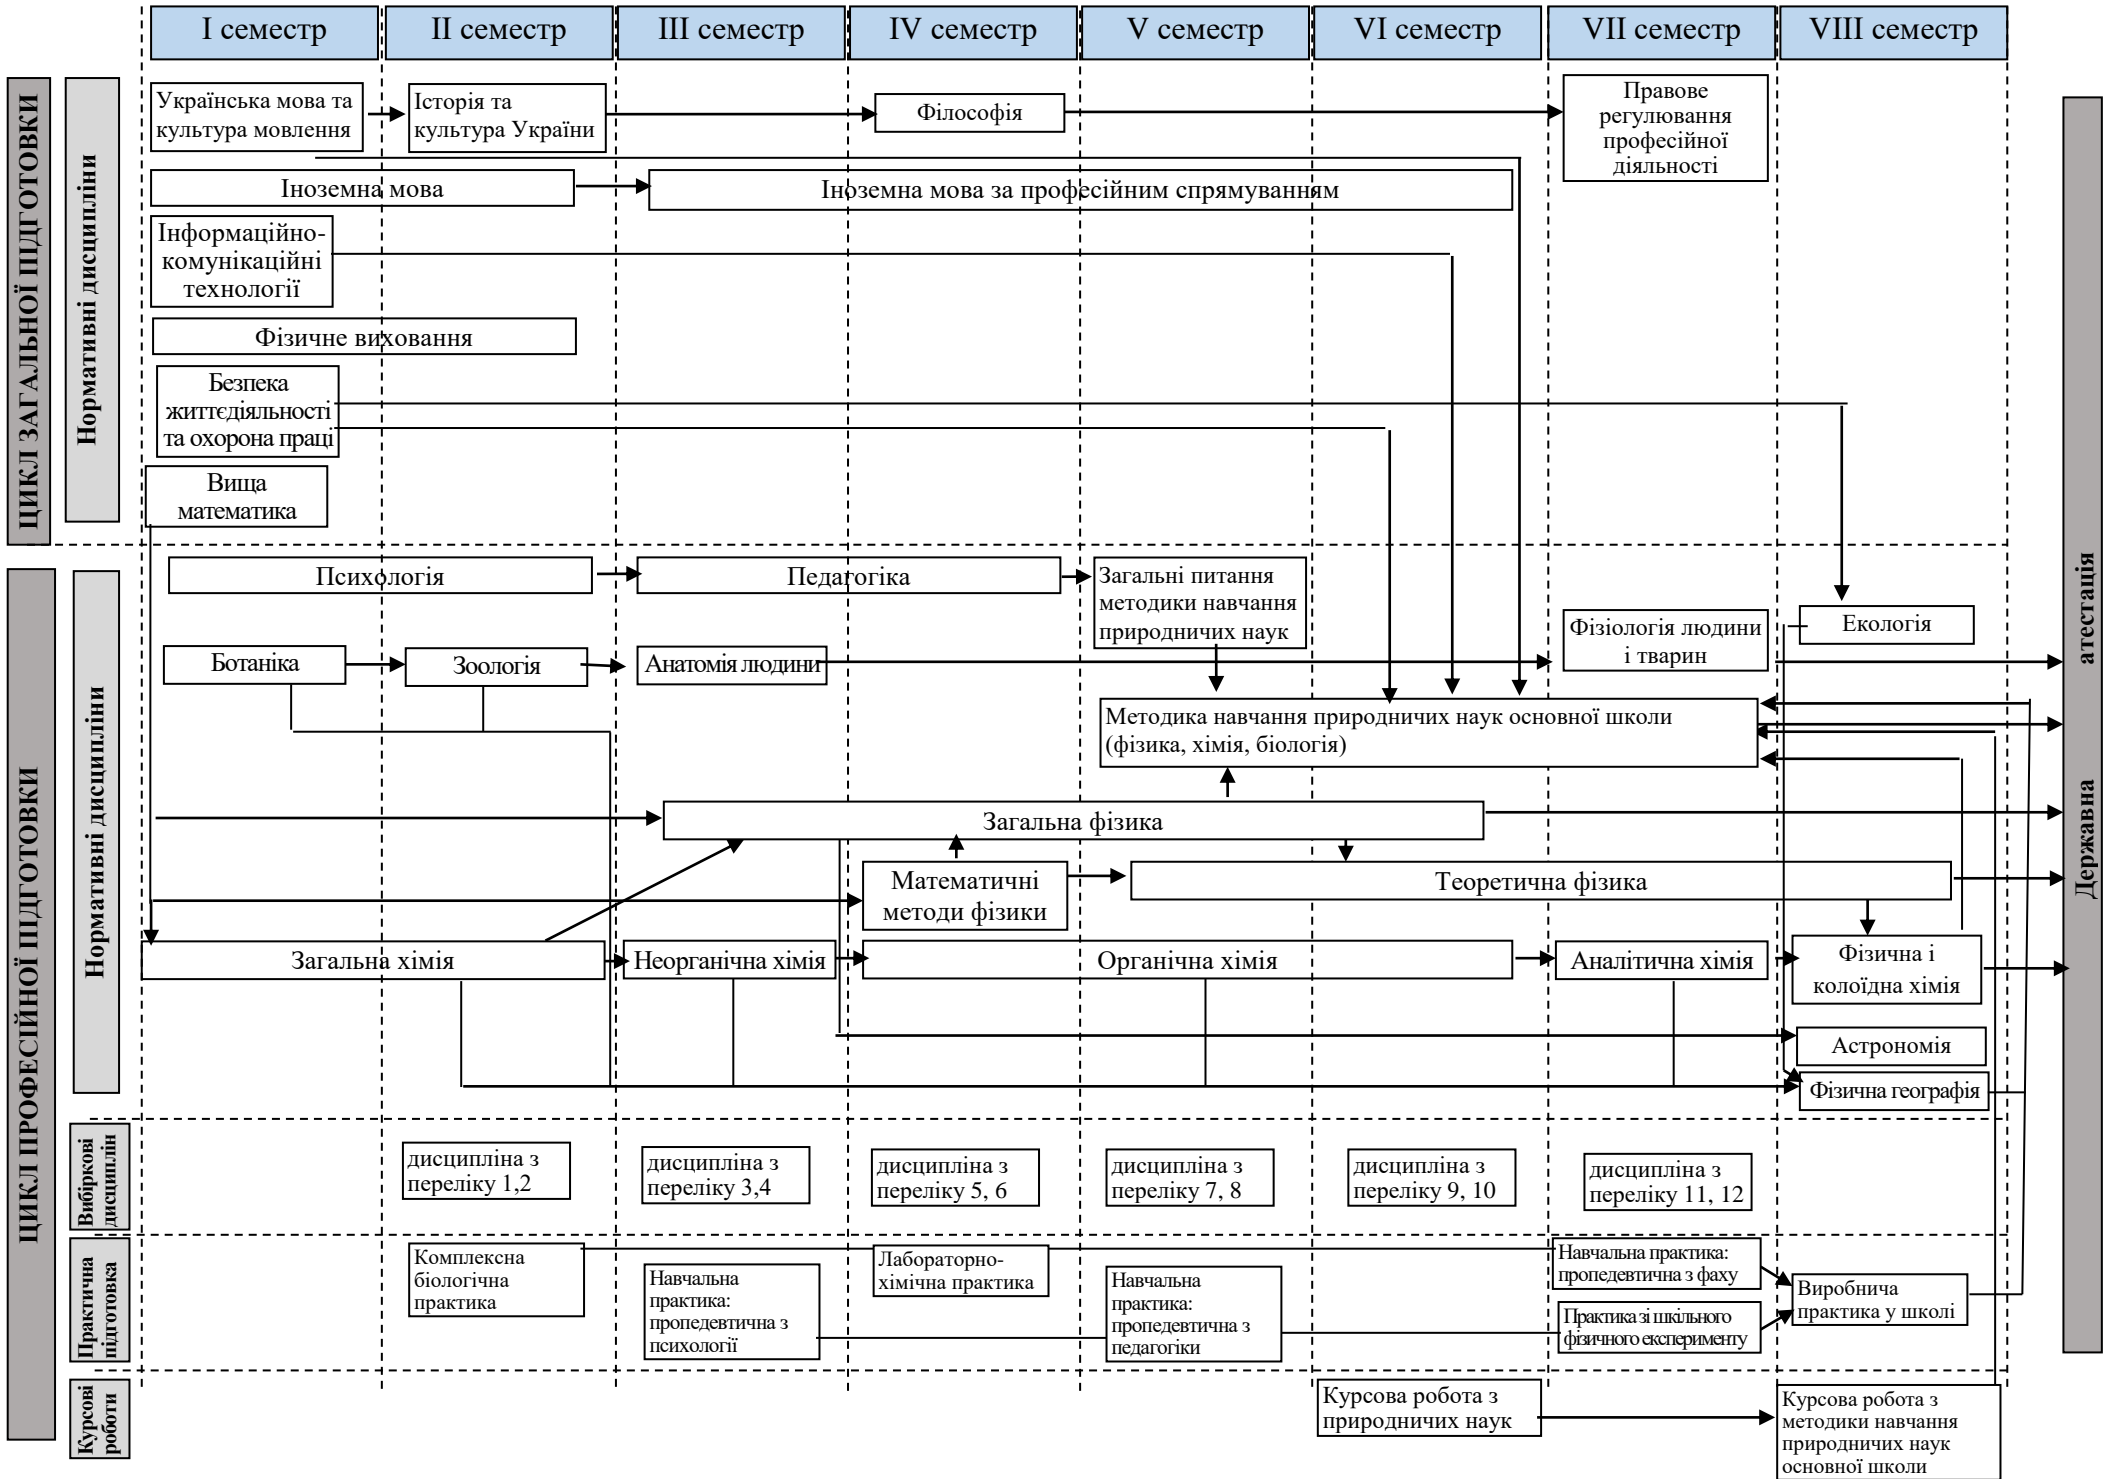 І семестр
ІІ семестр
ІІІ семестр
ІV семестр
V семестр
VI семестр
VII семестр
VIII семестр
ЦИКЛ ЗАГАЛЬНОЇ ПІДГОТОВКИ
Нормативні дисципліни
Українська мова та
культура мовлення
Історія та
культура України
Філософія
Правове
регулювання
професійної
діяльності
Іноземна мова
Іноземна мова за професійним спрямуванням
Інформаційно-
комунікаційні
технології
Фізичне виховання
Безпека
життєдіяльності
та охорона праці
Вища
математика
ЦИКЛ ПРОФЕСІЙНОЇ ПІДГОТОВКИ
Нормативні дисципліни
Психологія
Педагогіка
Загальні питання
методики навчання
природничих наук
Фізіологія людини
і тварин
Екологія
Ботаніка
Зоологія
Анатомія людини
Методика навчання природничих наук основної школи
(фізика, хімія, біологія)
Загальна фізика
Математичні
методи фізики
Теоретична фізика
Загальна хімія
Неорганічна хімія
Органічна хімія
Аналітична хімія
Фізична і
колоїдна хімія
Астрономія
Фізична географія
Вибіркові
дисциплін
дисципліна з
переліку 1,2
дисципліна з
переліку 3,4
дисципліна з
переліку 5, 6
дисципліна з
переліку 7, 8
дисципліна з
переліку 9, 10
дисципліна з
переліку 11, 12
Практична
підготовка
Комплексна
біологічна
практика
Навчальна
практика:
пропедевтична з
психології
Лабораторно-
хімічна практика
Навчальна
практика:
пропедевтична з
педагогіки
Навчальна практика:
пропедевтична з фаху
Практика зі шкільного
фізичного експерименту
Виробнича
практика у школі
Курсові
роботи
Курсова робота з
природничих наук
Курсова робота з
методики навчання
природничих наук
основної школи
Державна атестація